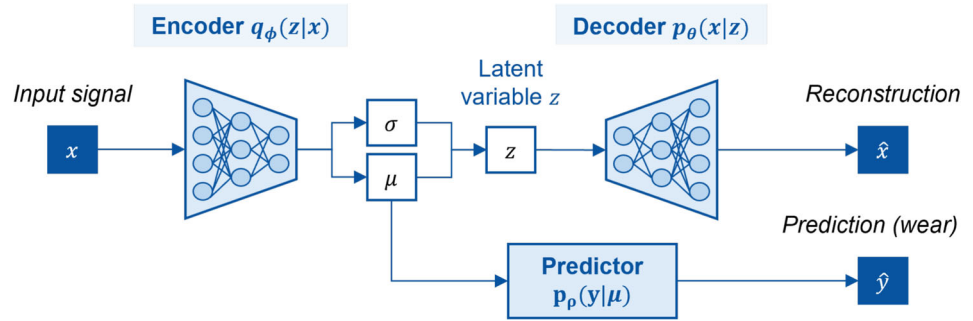 Encoder qϕ(z|x)
Decoder pθ(x|z)
Input signal
Latent
variable z
Reconstruction
x
σ
μ
z
x̂
Prediction (wear)
Predictor
pρ(y|μ)
ŷ